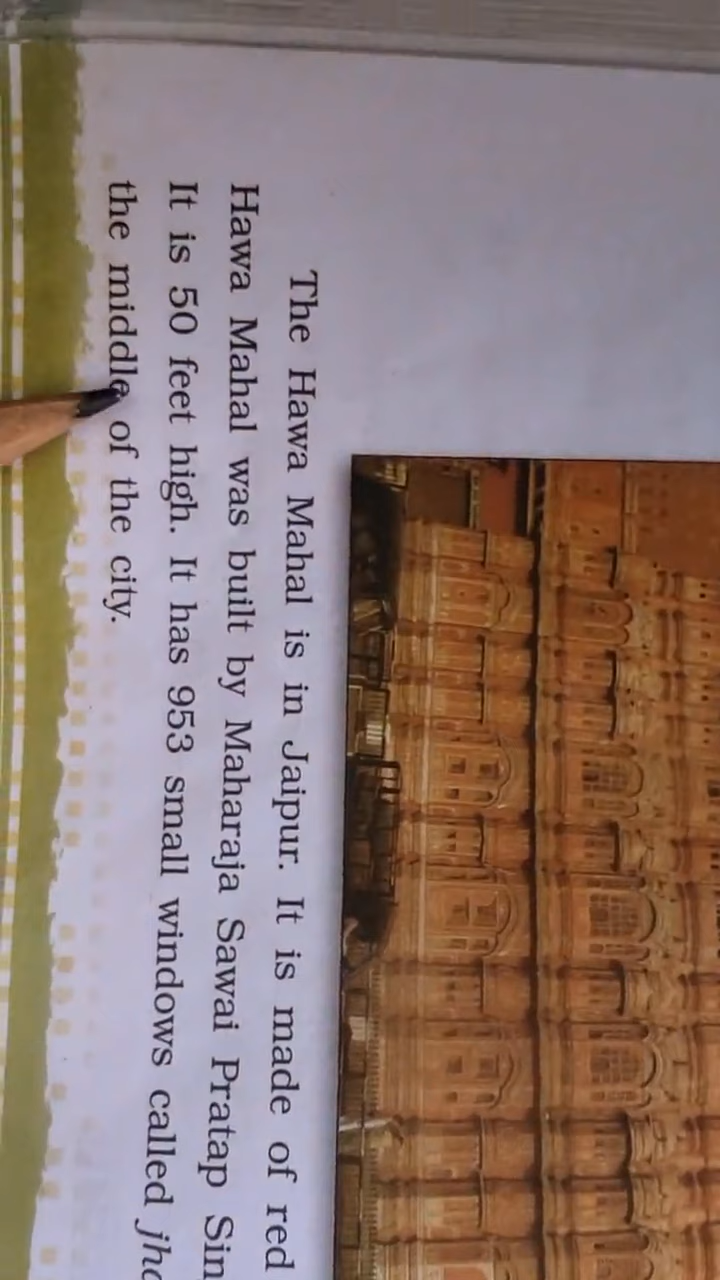 The Hawa Mahal is in Jaipur. It is made of red
Hawa Mahal was built by Maharaja Sawai Pratap Sin
It is 50 feet high. It has 953 small windows called
the middle of the city.